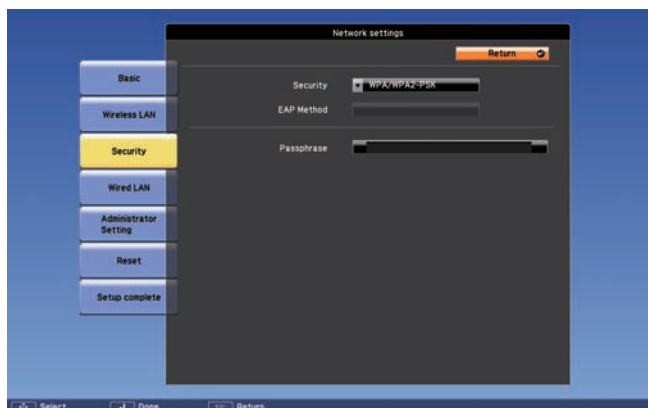 Network settings
Return
Basic
Wireless LAN
Security
Wired LAN
Administrator
Setting
Reset
Setup complete
Security
WPA/WPA2-PSK
EAP Method
Passphrase
Select
Done
Return